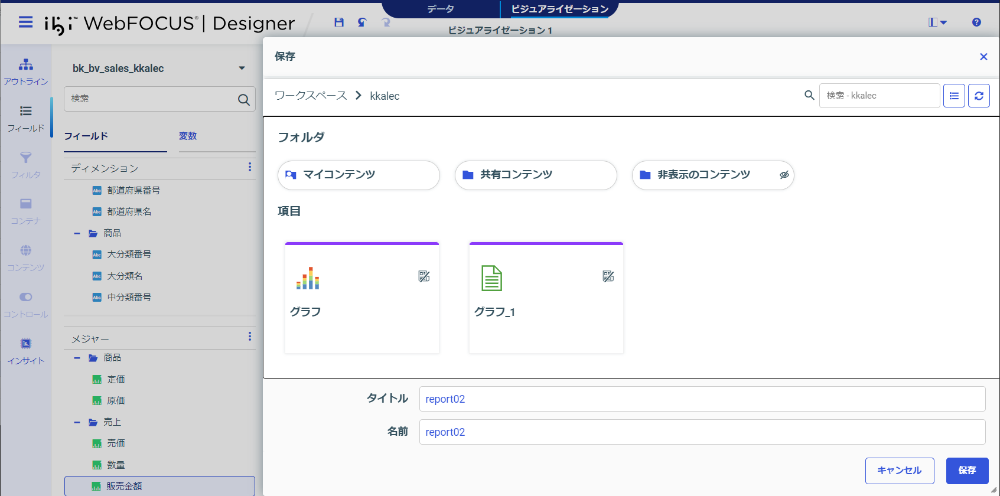 データ
ビジュアライゼーション
ibi™ WebFOCUS® | Designer
ビジュアライゼーション 1
アウトライン
フィールド
フィルタ
コンテナ
コンテンツ
コントロール
インサイト
bk_bv_sales_kkalec
検索
フィールド 変数
ディメンション
Abc 都道府県番号
Abc 都道府県名
商品
Abc 大分類番号
Abc 大分類名
Abc 中分類番号
メジャー
商品
定価
原価
売上
売価
数量
販売金額
保存
ワークスペース kkalec
検索 - kkalec
フォルダ
マイコンテンツ 共有コンテンツ 非表示のコンテンツ
項目
グラフ グラフ_1
タイトル report02
名前 report02
キャンセル 保存